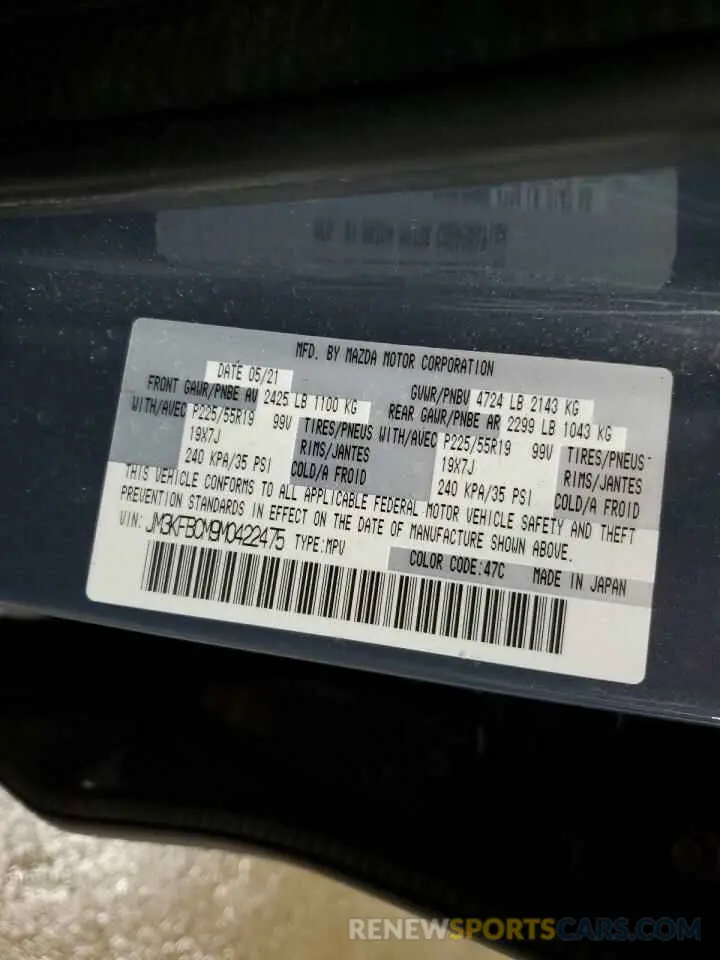 MFD. BY MAZDA MOTOR CORPORATION
DATE 05/21 GVWR/PNBV 4724 LB 2143 KG
FRONT GAWR/PNBE AV 2425 LB 1100 KG REAR GAWR/PNBE AR 2299 LB 1043 KG
WITH/AVEC P225/55R19 99V TIRES/PNEUS WITH/AVEC P225/55R19 99V TIRES/PNEUS
19X7J RIMS/JANTES 19X7J RIMS/JANTES
240 KPA/35 PSI COLD/A FROID 240 KPA/35 PSI COLD/A FROID
THIS VEHICLE CONFORMS TO ALL APPLICABLE FEDERAL MOTOR VEHICLE SAFETY AND THEFT
PREVENTION STANDARDS IN EFFECT ON THE DATE OF MANUFACTURE SHOWN ABOVE.
VIN: JM3KFBCM9M0422475 TYPE:MPV COLOR CODE:47C MADE IN JAPAN
RENEWSPORTSCARS.COM